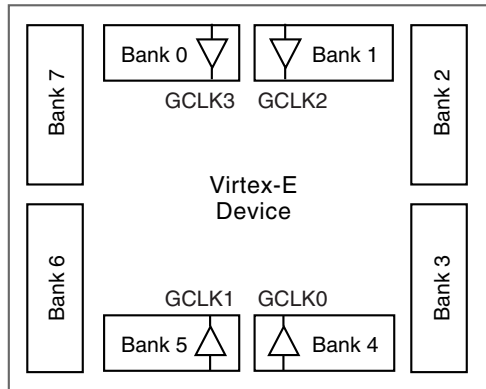 Bank 0
Bank 1
GCLK3
GCLK2
Bank 7
Bank 2
Virtex-E
Device
Bank 6
Bank 3
GCLK1
GCLK0
Bank 5
Bank 4